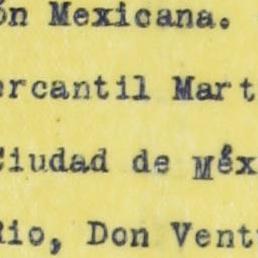 ón Mexicana.
ercantil Mart
Ciudad de Méx
Rio, Don Vent